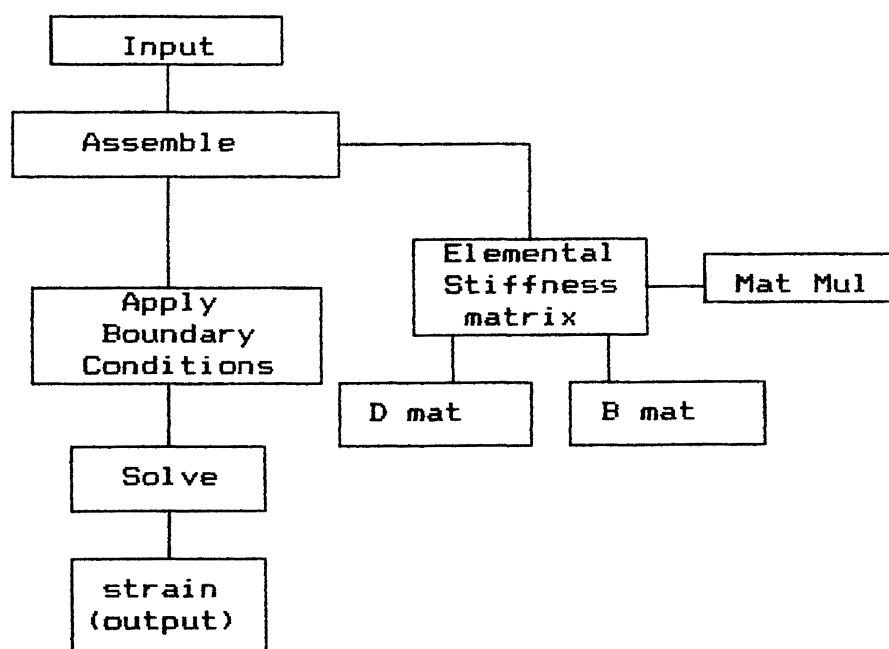 Input
Assemble
Elemental
Stiffness
matrix
Mat Mul
Apply
Boundary
Conditions
D mat
B mat
Solve
strain
(output)